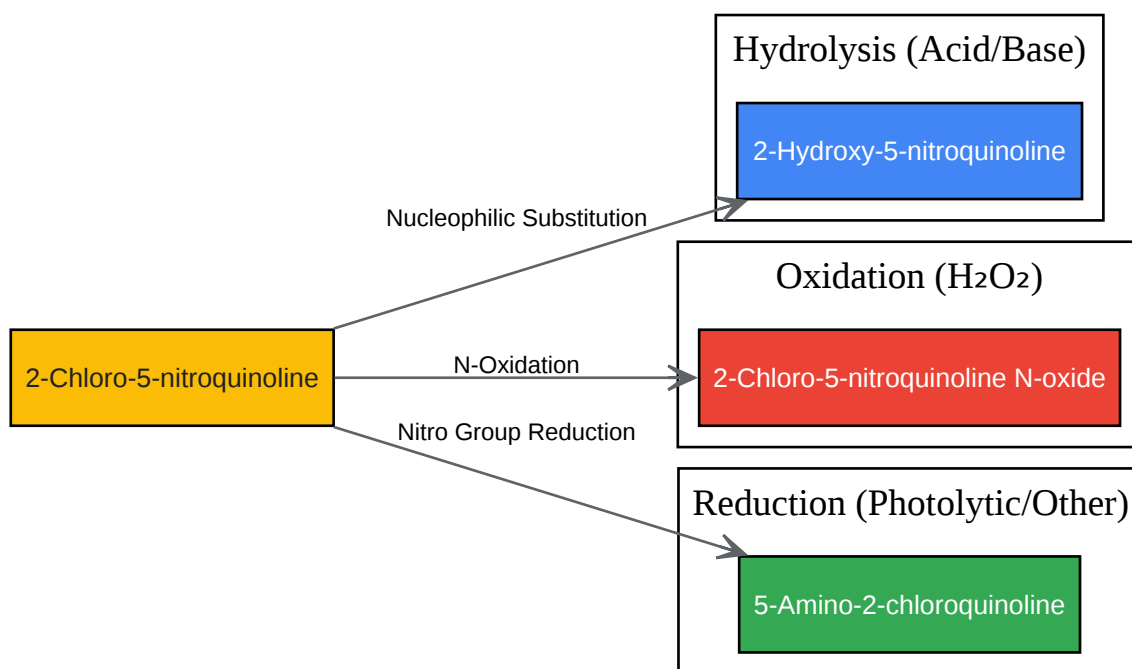 Hydrolysis (Acid/Base)
2-Hydroxy-5-nitroquinoline
Nucleophilic Substitution
Oxidation (H₂O₂)
2-Chloro-5-nitroquinoline
N-Oxidation
2-Chloro-5-nitroquinoline N-oxide
Nitro Group Reduction
Reduction (Photolytic/Other)
5-Amino-2-chloroquinoline